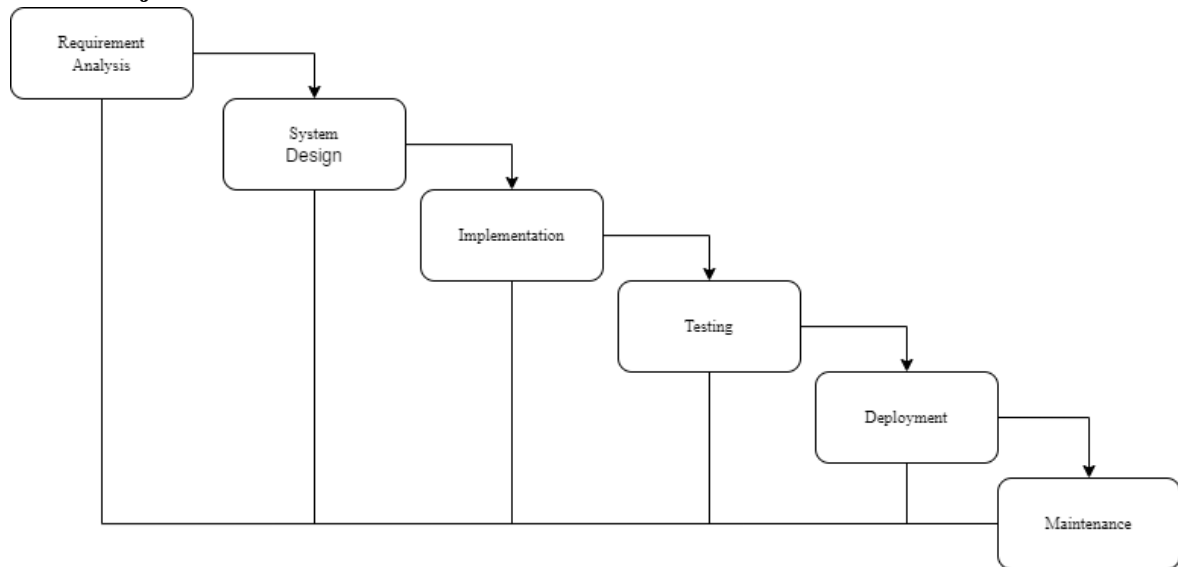 Requirement
Analysis
System
Design
Implementation
Testing
Deployment
Maintenance